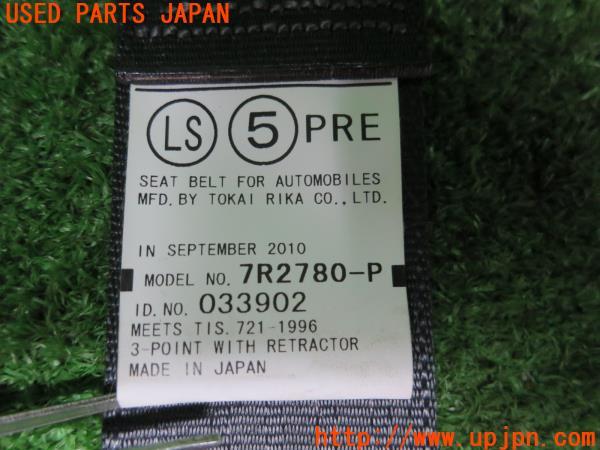 USED PARTS JAPAN
LS 5 PRE
SEAT BELT FOR AUTOMOBILES
MFD. BY TOKAI RIKA CO., LTD.
IN SEPTEMBER 2010
MODEL NO. 7R2780-P
ID. NO. 033902
MEETS TIS. 721-1996
3-POINT WITH RETRACTOR
MADE IN JAPAN
www.upjpn.com